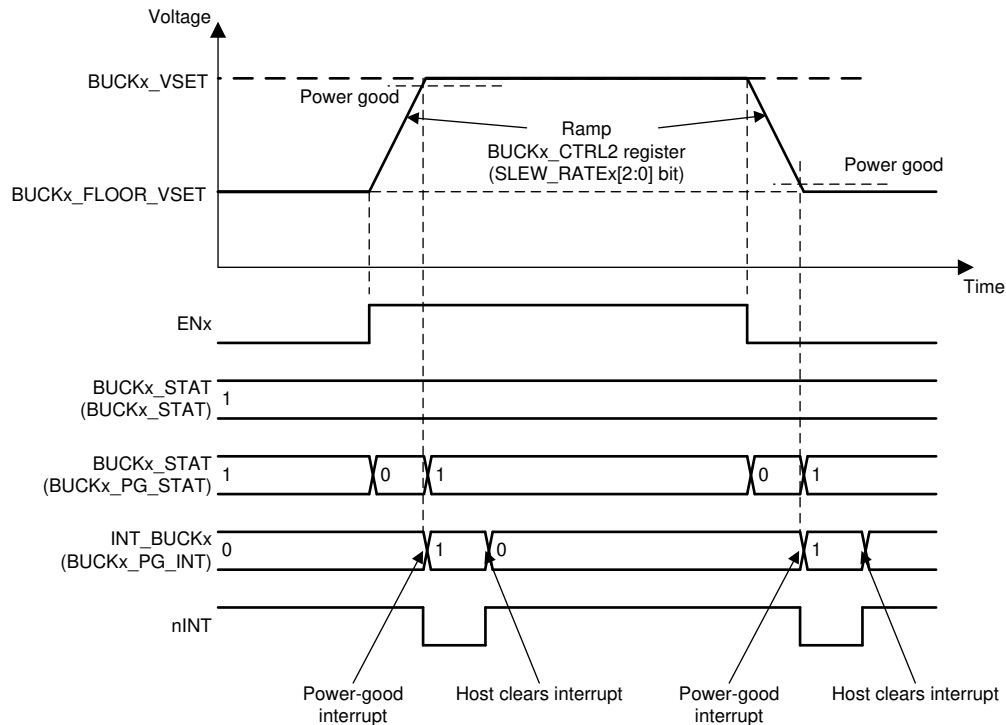 Voltage
BUCKx_VSET
Power good
Ramp
BUCKx_CTRL2 register
(SLEW_RATEx[2:0] bit)
Power good
BUCKx_FLOOR_VSET
Time
ENx
BUCKx_STAT
(BUCKx_STAT)
1
BUCKx_STAT
(BUCKx_PG_STAT)
1 0 1 0 1
INT_BUCKx
(BUCKx_PG_INT)
0 1 0 1
nINT
Power-good
interrupt
Host clears interrupt
Power-good
interrupt
Host clears interrupt